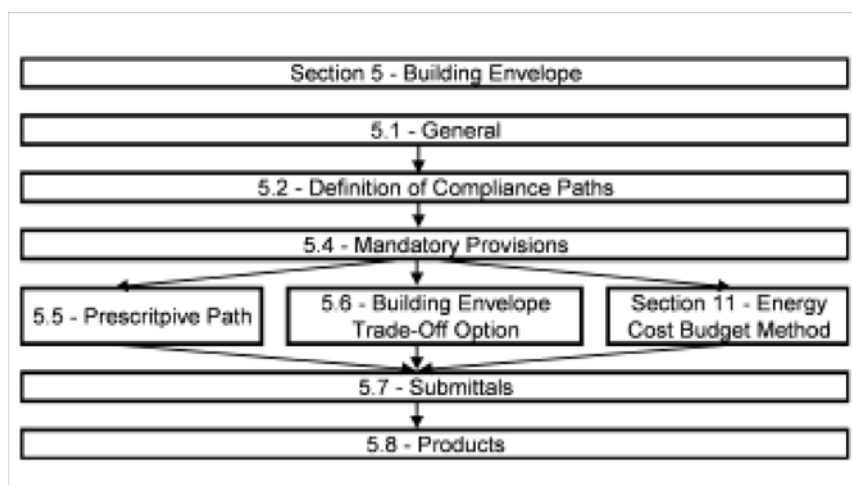 Section 5 - Building Envelope
5.1 - General
5.2 - Definition of Compliance Paths
5.4 - Mandatory Provisions
5.5 - Prescritpive Path
5.6 - Building Envelope
Trade-Off Option
Section 11 - Energy
Cost Budget Method
5.7 - Submittals
5.8 - Products